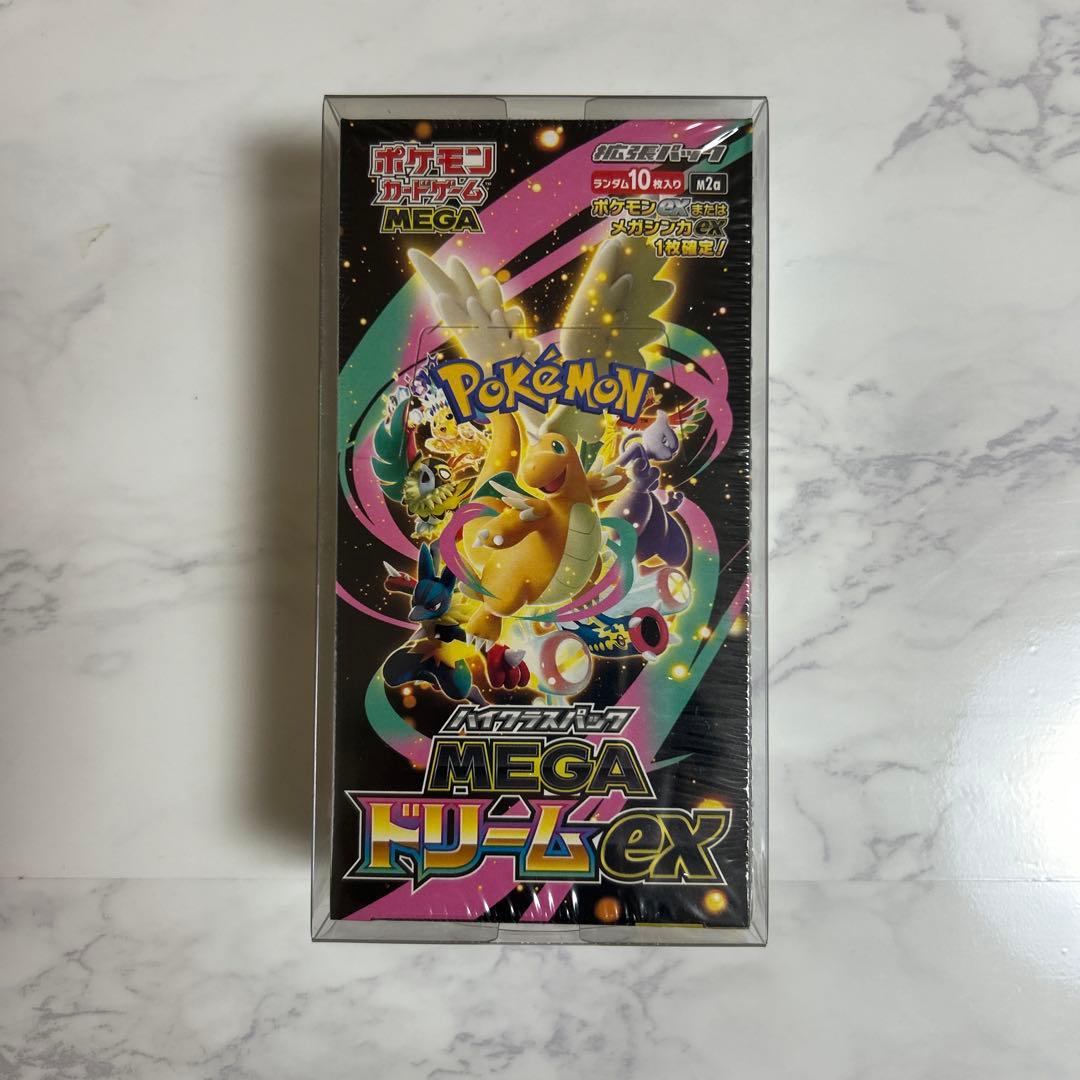 ポケモン
カードゲーム™
MEGA
拡張パック
ランダム10枚入り
M2a
ポケモンexまたは
メガシンカex
1枚確定!
POKéMON™
ハイクラスパック
MEGA
ドリームex